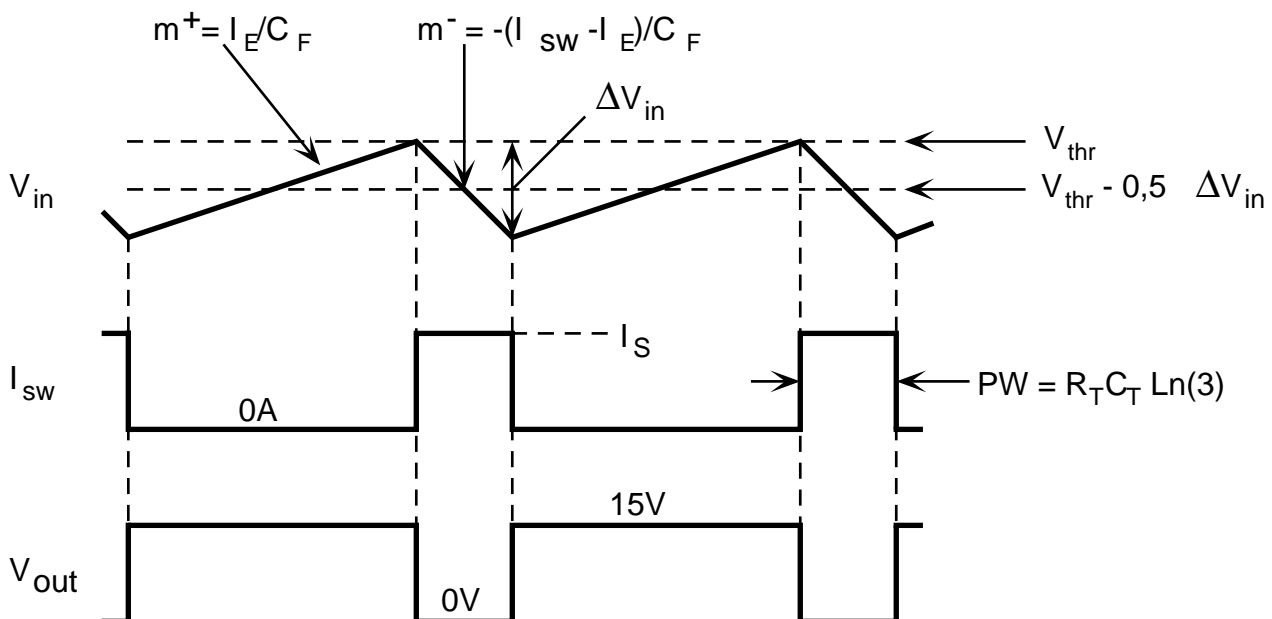 m⁺= I_E/C_F
m⁻ = -(I_sw -I_E)/C_F
ΔV_in
V_thr
V_in
V_thr - 0,5 ΔV_in
I_S
I_sw
0A
PW = R_TC_T Ln(3)
15V
V_out
0V